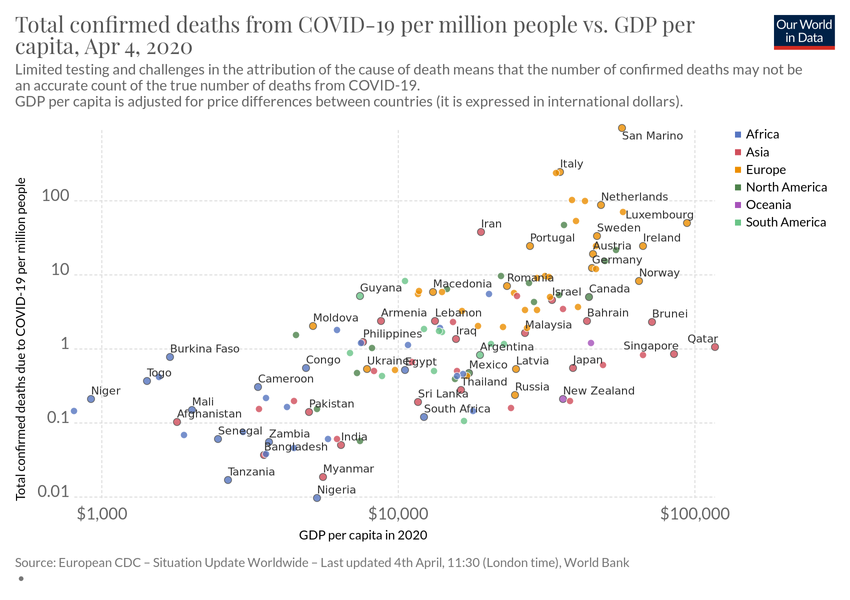 Total confirmed deaths from COVID-19 per million people vs. GDP per
capita, Apr 4, 2020
Our World
in Data
Limited testing and challenges in the attribution of the cause of death means that the number of confirmed deaths may not be
an accurate count of the true number of deaths from COVID-19.
GDP per capita is adjusted for price differences between countries (it is expressed in international dollars).
Total confirmed deaths due to COVID-19 per million people
100
10
1
0.1
0.01
San Marino
Italy
Netherlands
Luxembourg
Iran
Sweden
Portugal
Ireland
Austria
Germany
Norway
Macedonia
Romania
Guyana
Israel
Canada
Moldova
Armenia
Lebanon
Bahrain
Brunei
Philippines
Iraq
Malaysia
Qatar
Burkina Faso
Argentina
Singapore
Congo
Ukraine
Egypt
Mexico
Latvia
Japan
Togo
Cameroon
Thailand
Niger
Sri Lanka
Russia
New Zealand
Mali
Pakistan
Afghanistan
South Africa
Senegal
Zambia
India
Bangladesh
Tanzania
Myanmar
Nigeria
$1,000
$10,000
$100,000
GDP per capita in 2020
Africa
Asia
Europe
North America
Oceania
South America
Source: European CDC – Situation Update Worldwide – Last updated 4th April, 11:30 (London time), World Bank